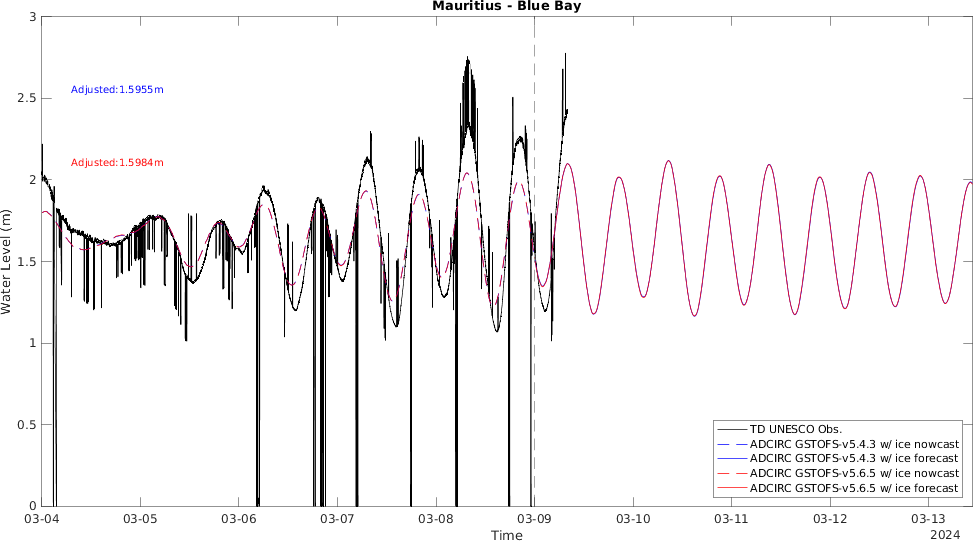 Mauritius - Blue Bay
3
2.5
2
1.5
1
0.5
0
Water Level (m)
Adjusted:1.5955m
Adjusted:1.5984m
TD UNESCO Obs.
ADCIRC GSTOFS-v5.4.3 w/ ice nowcast
ADCIRC GSTOFS-v5.4.3 w/ ice forecast
ADCIRC GSTOFS-v5.6.5 w/ ice nowcast
ADCIRC GSTOFS-v5.6.5 w/ ice forecast
03-04 03-05 03-06 03-07 03-08 03-09 03-10 03-11 03-12 03-13
Time
2024